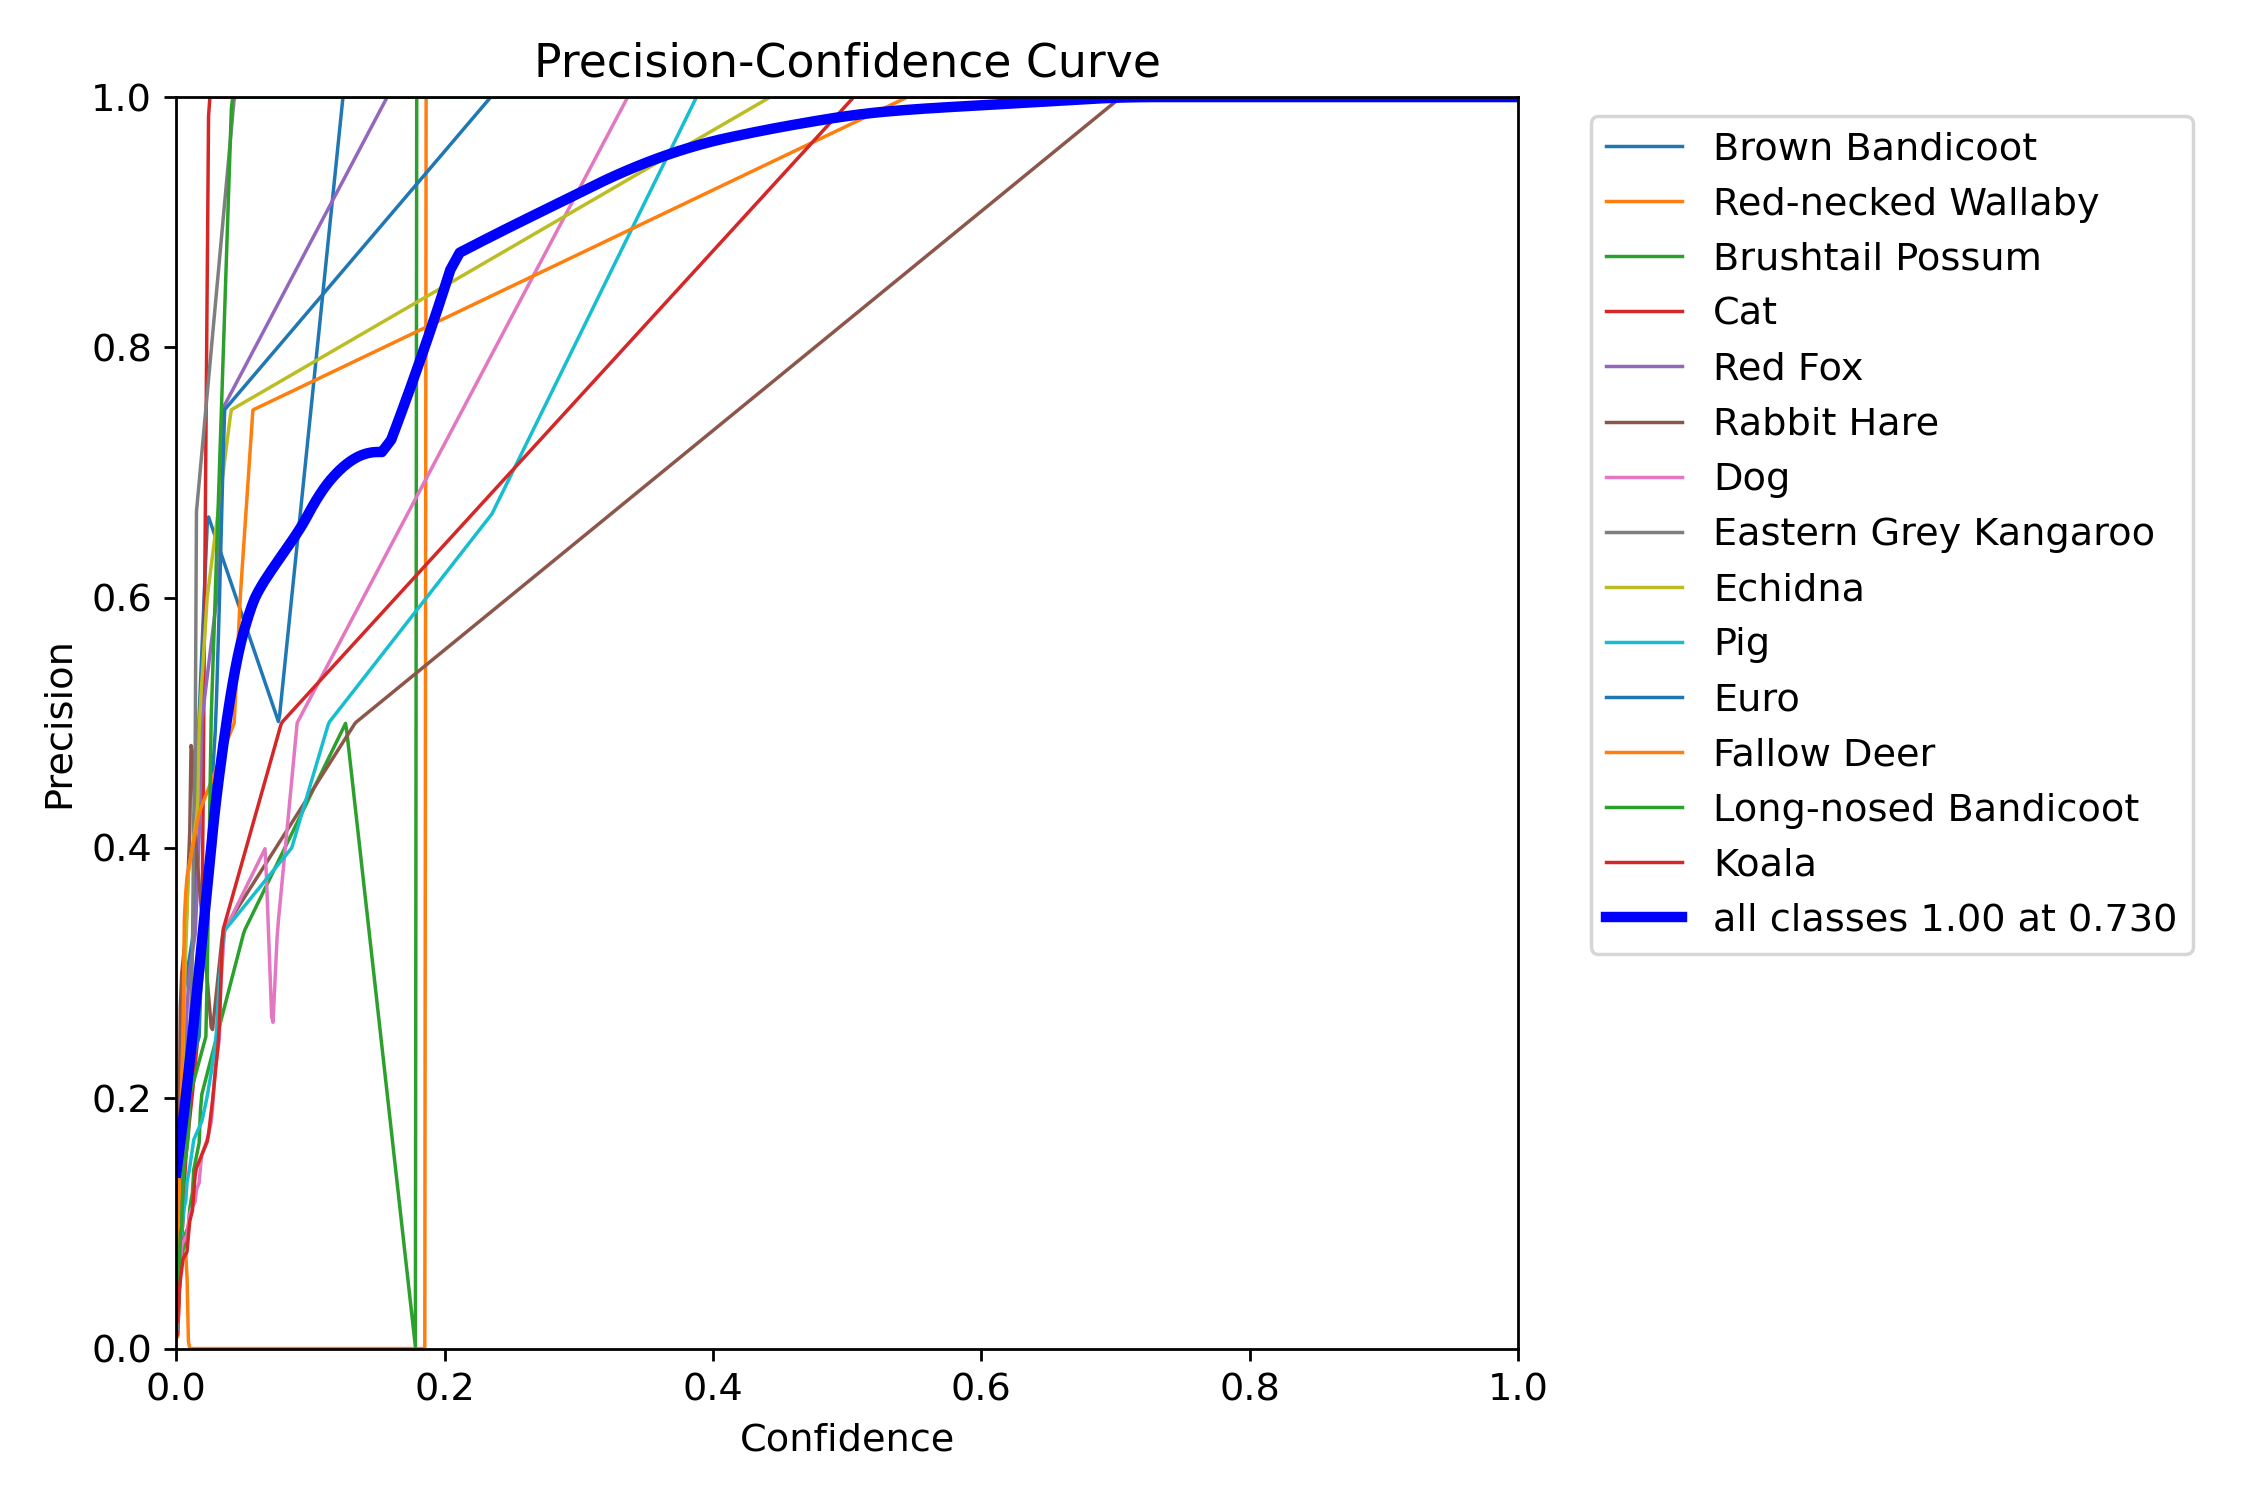 Precision-Confidence Curve
1.0
0.8
0.6
0.4
0.2
0.0
Precision
0.0 0.2 0.4 0.6 0.8 1.0
Confidence
Brown Bandicoot
Red-necked Wallaby
Brushtail Possum
Cat
Red Fox
Rabbit Hare
Dog
Eastern Grey Kangaroo
Echidna
Pig
Euro
Fallow Deer
Long-nosed Bandicoot
Koala
all classes 1.00 at 0.730